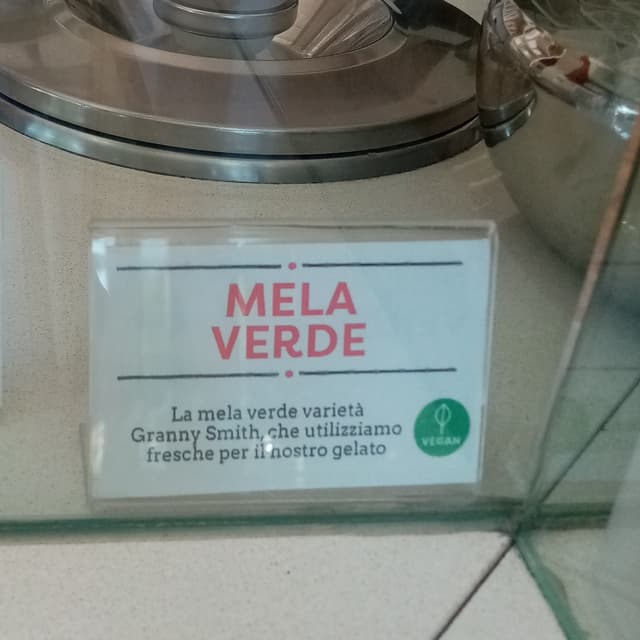 MELA
VERDE
La mela verde varietà
Granny Smith, che utilizziamo
fresche per il nostro gelato
VEGAN